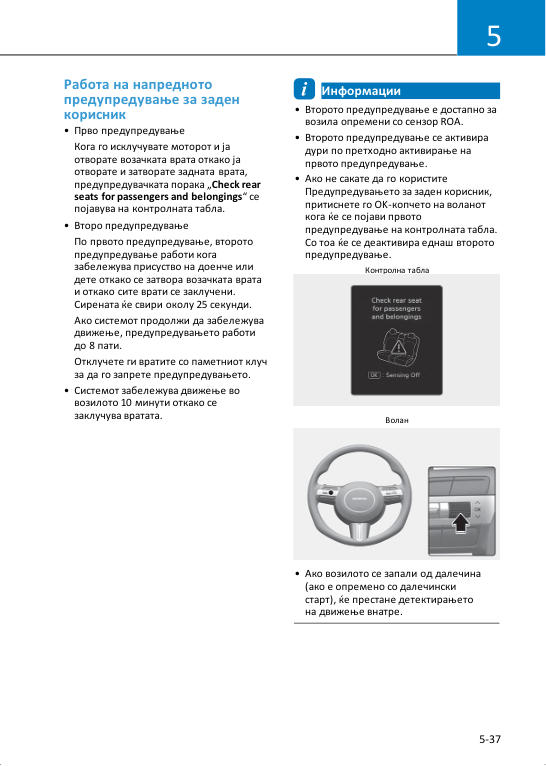 5
Работа на напредното
предупредување за заден
корисник
• Прво предупредување
Кога го исклучувате моторот и ја
отворате возачката врата откако ја
отворате и затворате задната врата,
предупредувачката порака „Check rear
seats for passengers and belongings“ се
појавува на контролната табла.
• Второ предупредување
По првото предупредување, второто
предупредување работи кога
забележува присуство на доенче или
дете откако се затвора возачката врата
и откако сите врати се заклучени.
Сирената ќе свири околу 25 секунди.
Ако системот продолжи да забележува
движење, предупредувањето работи
до 8 пати.
Отклучете ги вратите со паметниот клуч
за да го запрете предупредувањето.
• Системот забележува движење во
возилото 10 минути откако се
заклучува вратата.
i Информации
• Второто предупредување е достапно за
возила опремени со сензор ROA.
• Второто предупредување се активира
дури по претходно активирање на
првото предупредување.
• Ако не сакате да го користите
Предупредувањето за заден корисник,
притиснете го OK-копчето на воланот
кога ќе се појави првото
предупредување на контролната табла.
Со тоа ќе се деактивира еднаш второто
предупредување.
Контролна табла
Check rear seat
for passengers
and belongings
OK : Sensing Off
Волан
OK
• Ако возилото се запали од далечина
(ако е опремено со далечински
старт), ќе престане детектирањето
на движење внатре.
5-37